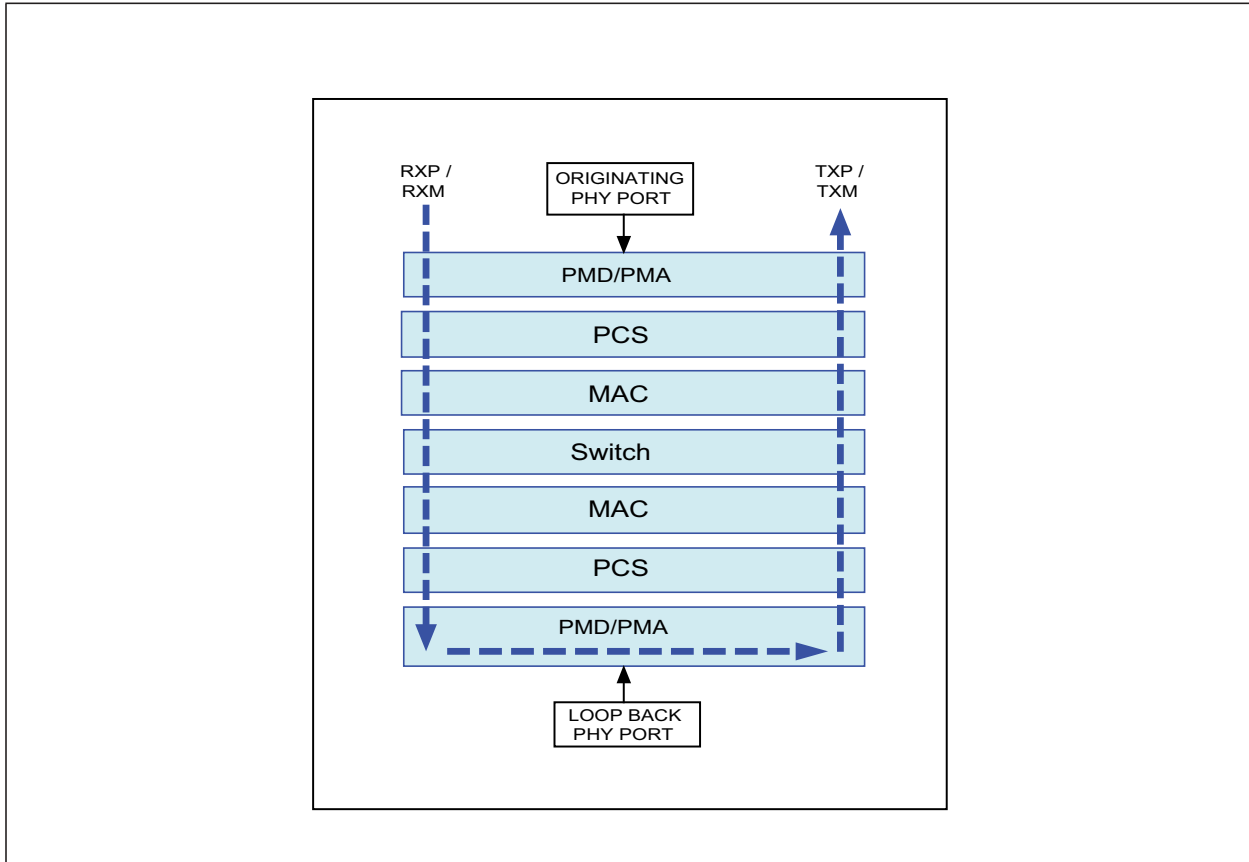 RXP /
RXM
ORIGINATING
PHY PORT
TXP /
TXM
PMD/PMA
PCS
MAC
Switch
MAC
PCS
PMD/PMA
LOOP BACK
PHY PORT